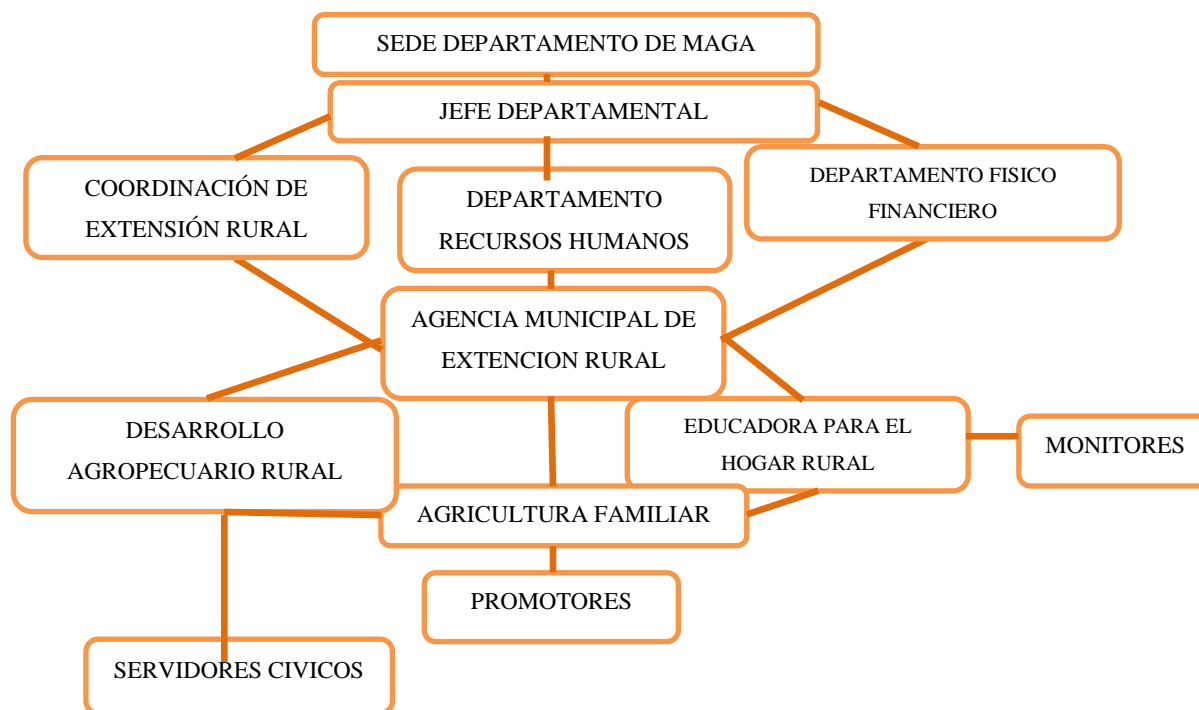 SEDE DEPARTAMENTO DE MAGA
JEFE DEPARTAMENTAL
COORDINACIÓN DE
EXTENSIÓN RURAL
DEPARTAMENTO
RECURSOS HUMANOS
DEPARTAMENTO FISICO
FINANCIERO
AGENCIA MUNICIPAL DE
EXTENCION RURAL
DESARROLLO
AGROPECUARIO RURAL
EDUCADORA PARA EL
HOGAR RURAL
MONITORES
AGRICULTURA FAMILIAR
PROMOTORES
SERVIDORES CIVICOS